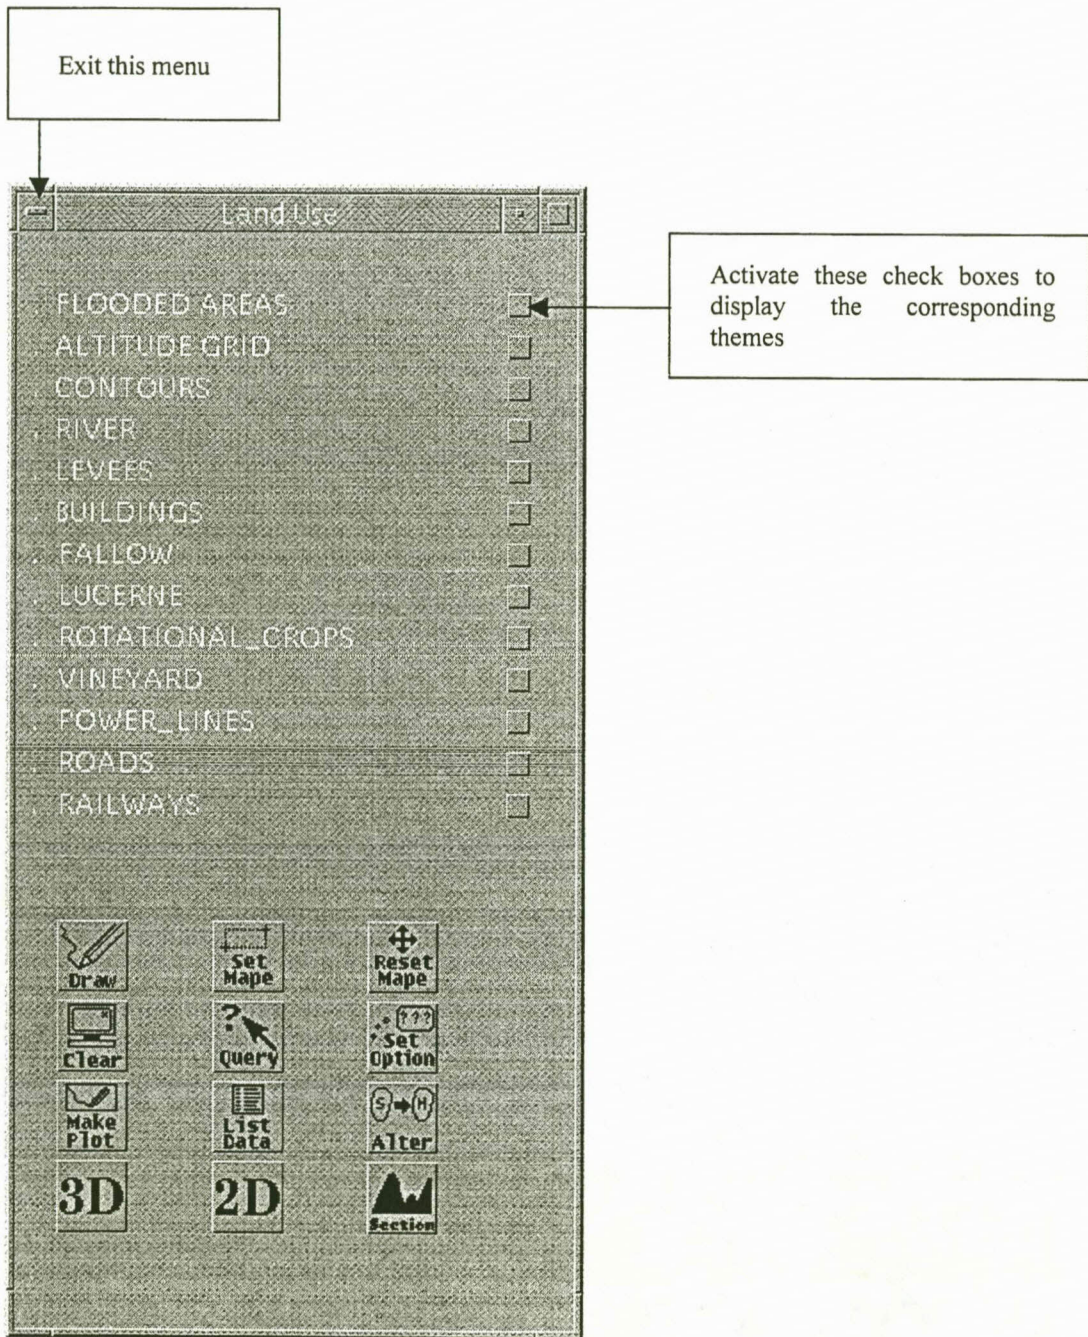 Exit this menu
Land Use
Activate these check boxes to
display the corresponding
themes
. FLOODED AREAS
. ALTITUDE GRID
. CONTOURS
. RIVER
. LEVEES
. BUILDINGS
. FALLOW
. LUCERNE
. ROTATIONAL_CROPS
. VINEYARD
. POWER_LINES
. ROADS
. RAILWAYS
Draw
Set
Mape
Reset
Mape
Clear
?
Query
???
Set
Option
Make
Plot
List
Data
S H
Alter
3D
2D
Section